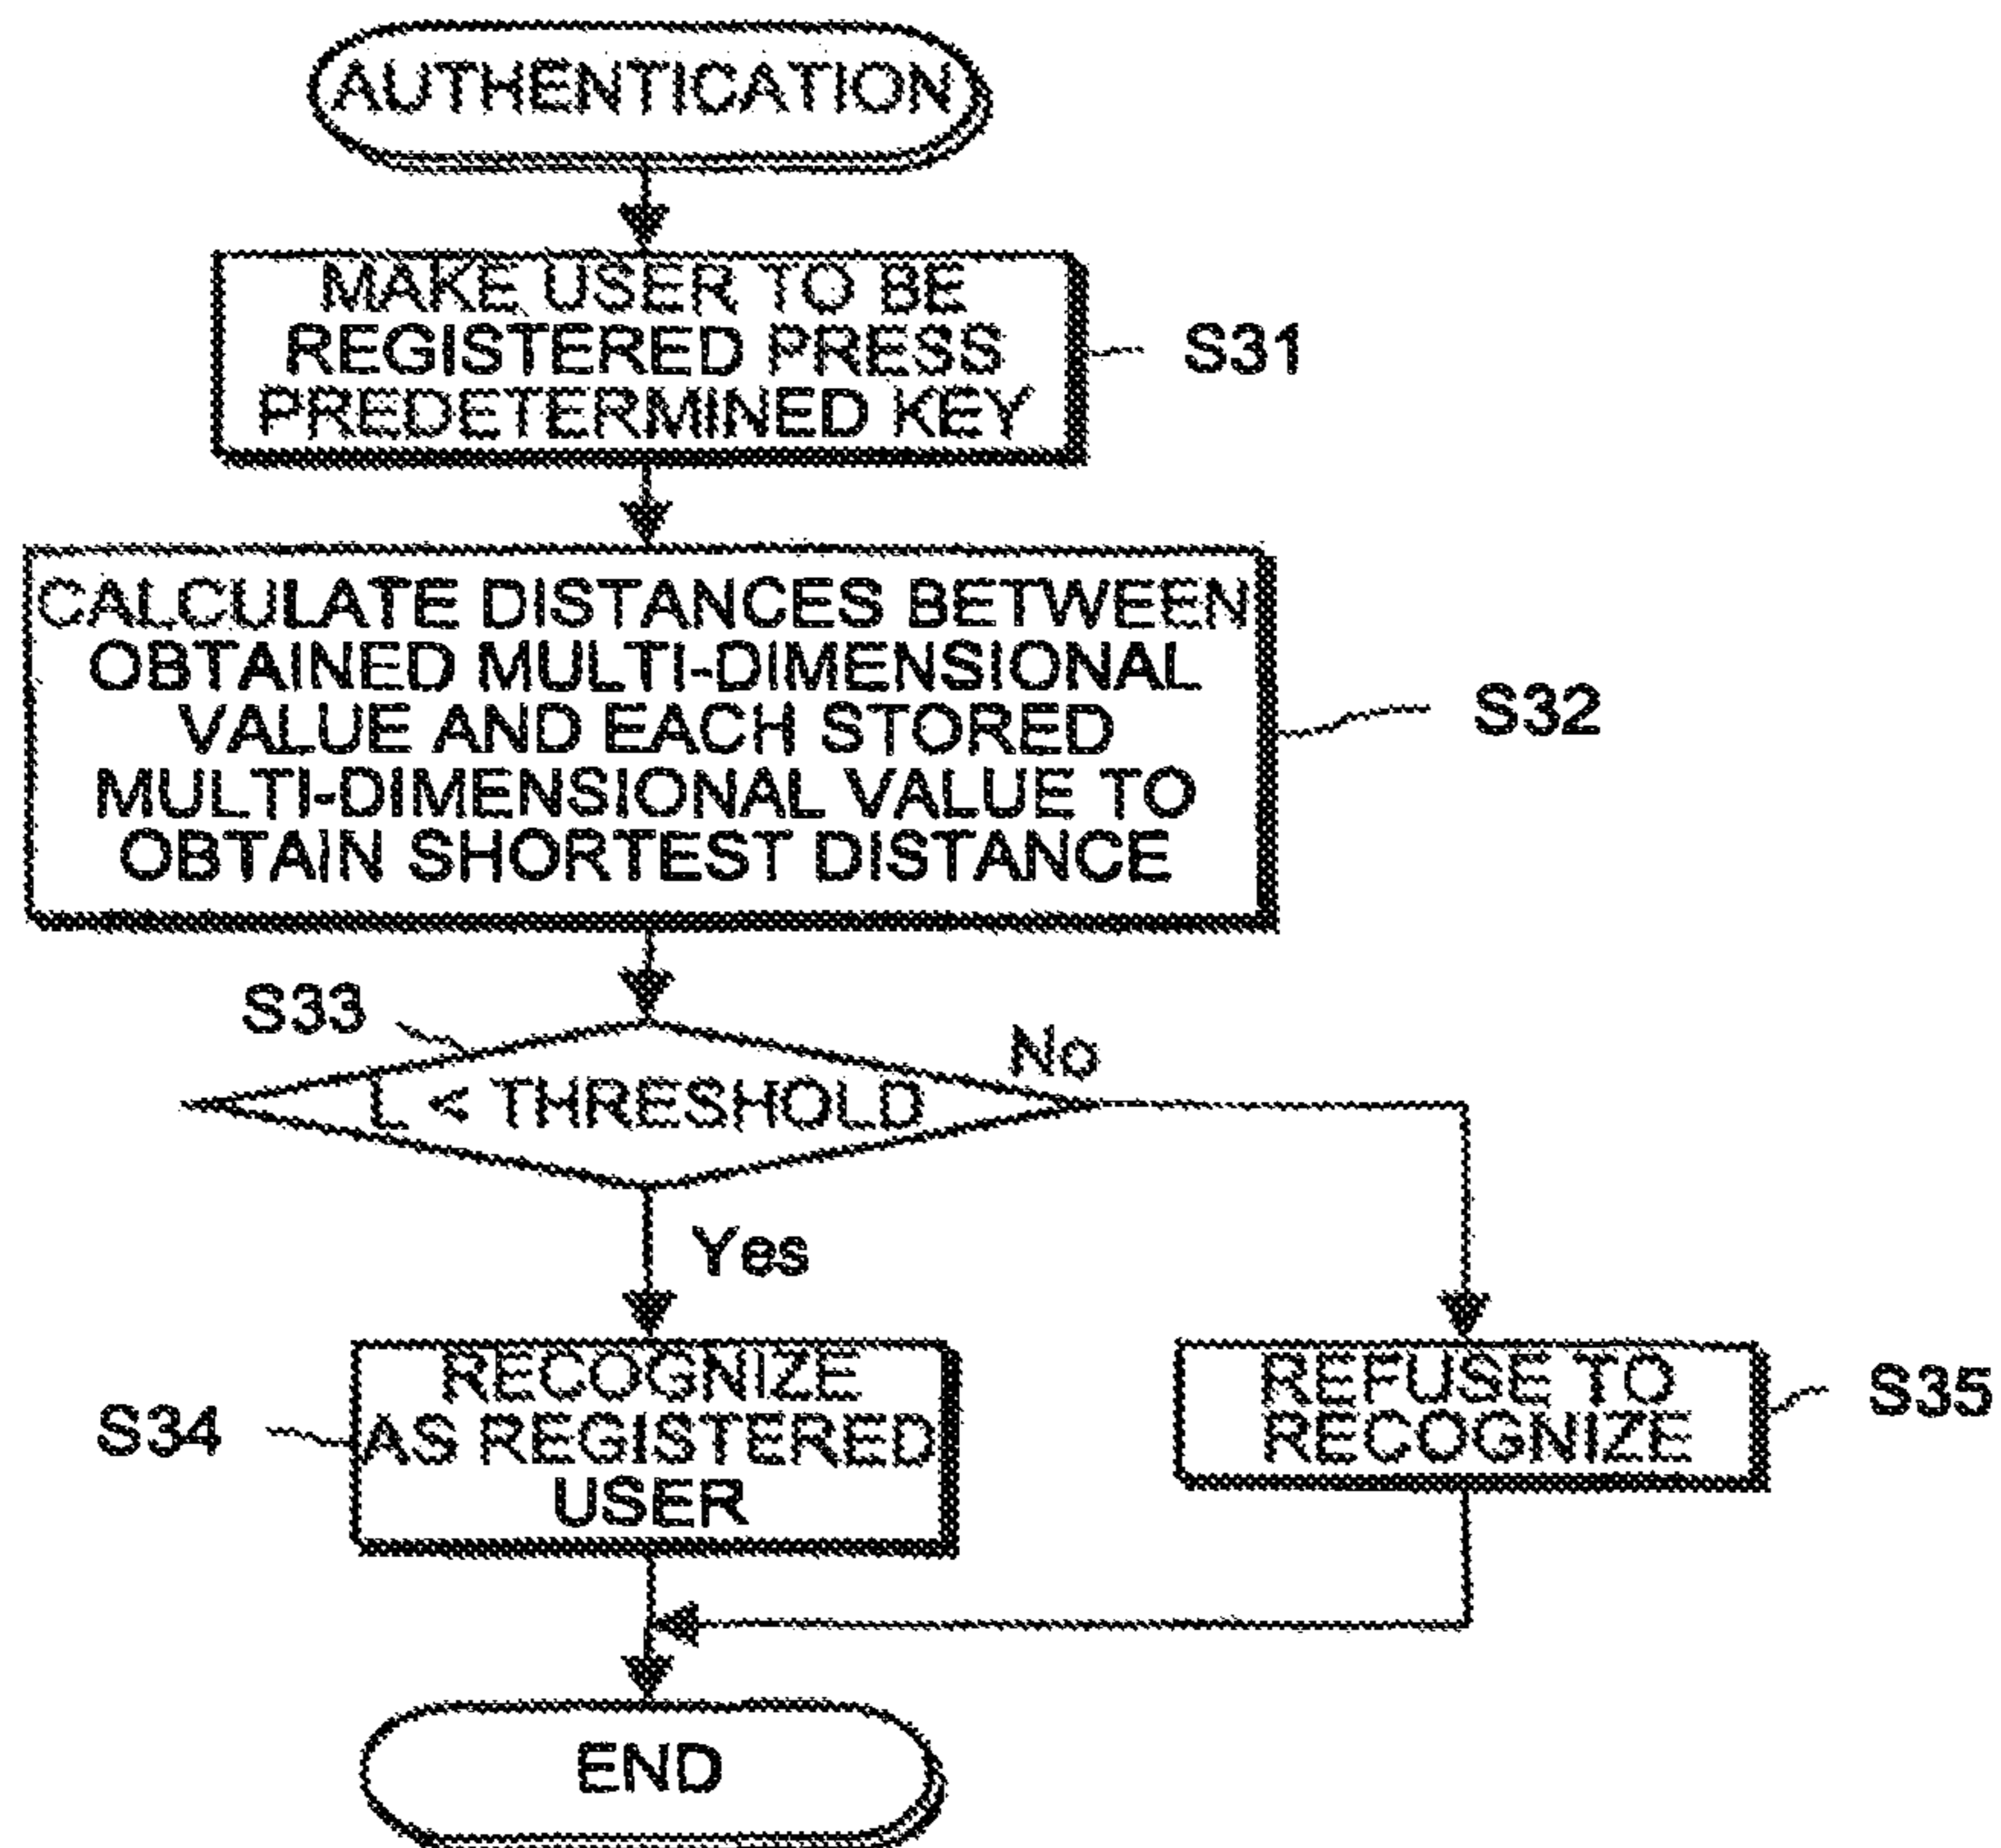 AUTHENTICATION
MAKE USER TO BE
REGISTERED PRESS
PREDETERMINED KEY
S31
CALCULATE DISTANCES BETWEEN
OBTAINED MULTI-DIMENSIONAL
VALUE AND EACH STORED
MULTI-DIMENSIONAL VALUE TO
OBTAIN SHORTEST DISTANCE
S32
S33
L < THRESHOLD
No
Yes
RECOGNIZE
AS REGISTERED
USER
S34
REFUSE TO
RECOGNIZE
S35
END